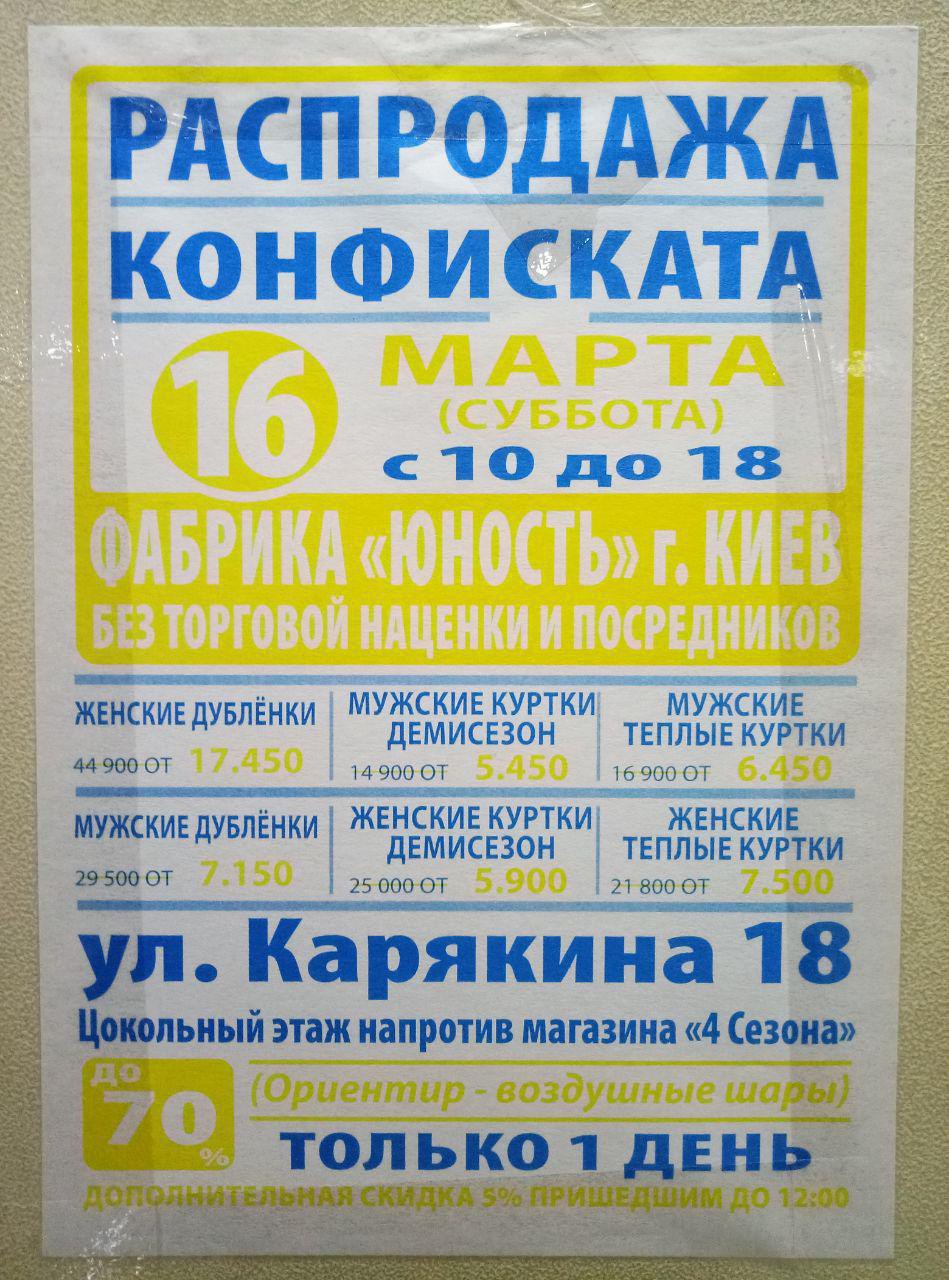 РАСПРОДАЖА
КОНФИСКАТА
16
МАРТА
(СУББОТА)
с 10 до 18
ФАБРИКА «ЮНОСТЬ» г. КИЕВ
БЕЗ ТОРГОВОЙ НАЦЕНКИ И ПОСРЕДНИКОВ
ЖЕНСКИЕ ДУБЛЁНКИ
44 900 ОТ 17.450
МУЖСКИЕ КУРТКИ
ДЕМИСЕЗОН
14 900 ОТ 5.450
МУЖСКИЕ
ТЕПЛЫЕ КУРТКИ
16 900 ОТ 6.450
МУЖСКИЕ ДУБЛЁНКИ
29 500 ОТ 7.150
ЖЕНСКИЕ КУРТКИ
ДЕМИСЕЗОН
25 000 ОТ 5.900
ЖЕНСКИЕ
ТЕПЛЫЕ КУРТКИ
21 800 ОТ 7.500
ул. Карякина 18
Цокольный этаж напротив магазина «4 Сезона»
ДО
70
%
(Ориентир - воздушные шары)
ТОЛЬКО 1 ДЕНЬ
ДОПОЛНИТЕЛЬНАЯ СКИДКА 5% ПРИШЕДШИМ ДО 12:00